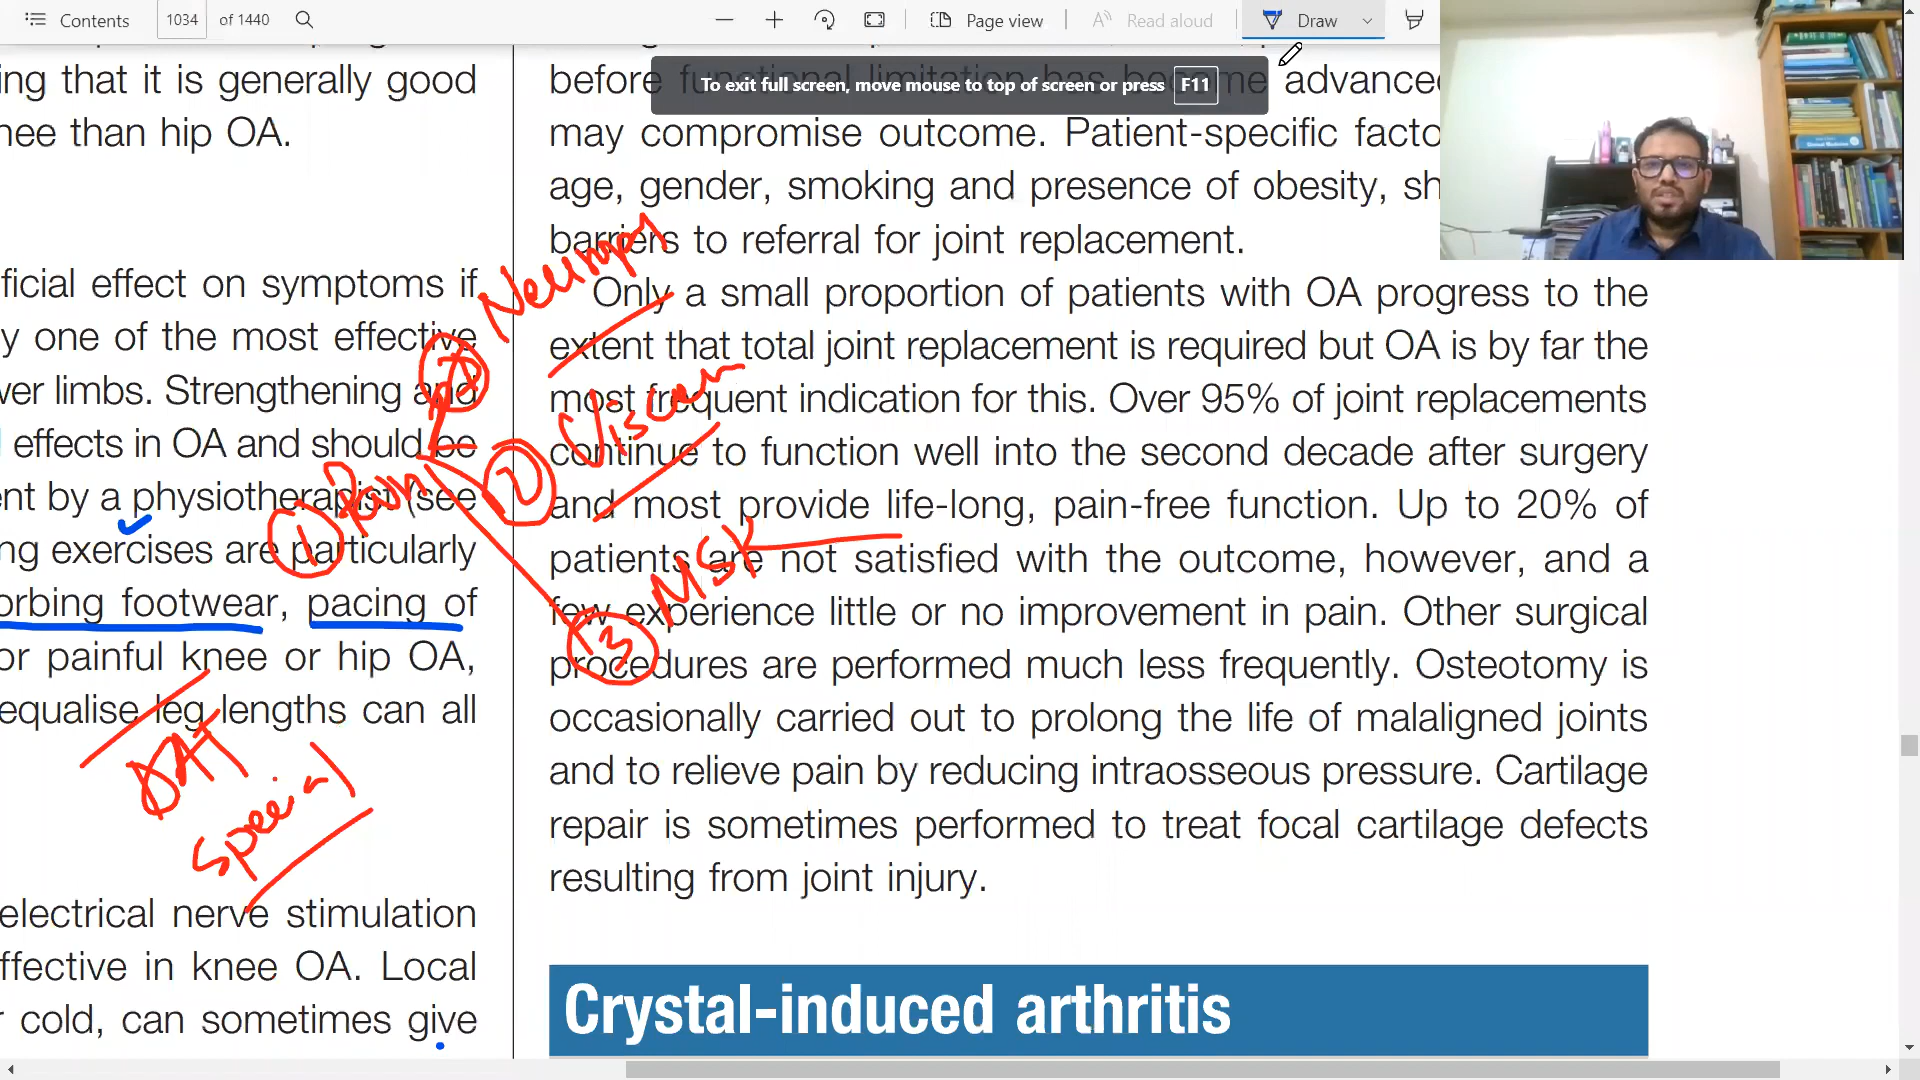 Contents 1034 of 1440 Page view Read aloud Draw
To exit full screen, move mouse to top of screen or press F11
ing that it is generally good
nee than hip OA.
ficial effect on symptoms if
y one of the most effective
ver limbs. Strengthening and
effects in OA and should be
ent by a physiotherapist (see
ng exercises are particularly
orbing footwear, pacing of
or painful knee or hip OA,
equalise leg lengths can all
electrical nerve stimulation
ffective in knee OA. Local
r cold, can sometimes give
before functional limitation has become advanced
may compromise outcome. Patient-specific facto
age, gender, smoking and presence of obesity, sh
barriers to referral for joint replacement.
Only a small proportion of patients with OA progress to the
extent that total joint replacement is required but OA is by far the
most frequent indication for this. Over 95% of joint replacements
continue to function well into the second decade after surgery
and most provide life-long, pain-free function. Up to 20% of
patients are not satisfied with the outcome, however, and a
few experience little or no improvement in pain. Other surgical
procedures are performed much less frequently. Osteotomy is
occasionally carried out to prolong the life of malaligned joints
and to relieve pain by reducing intraosseous pressure. Cartilage
repair is sometimes performed to treat focal cartilage defects
resulting from joint injury.
Crystal-induced arthritis
① Pain
② Viscera
③ MSK
Special